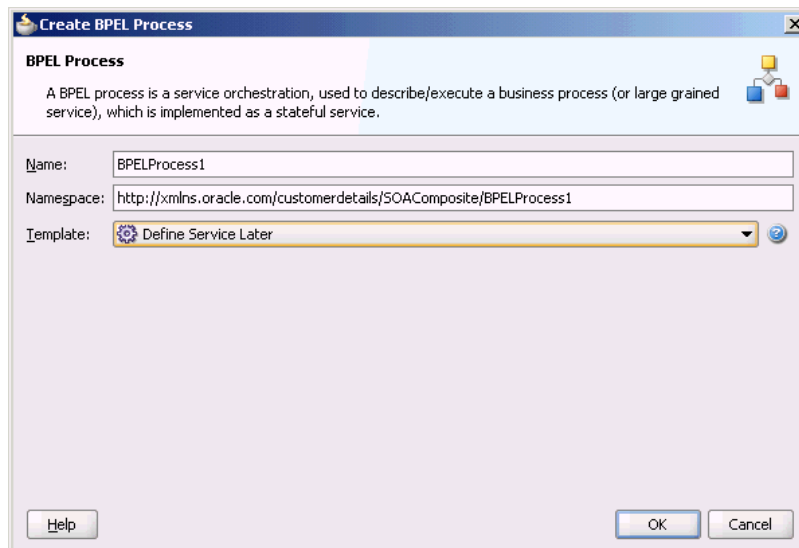 Create BPEL Process
BPEL Process
A BPEL process is a service orchestration, used to describe/execute a business process (or large grained
service), which is implemented as a stateful service.
Name: BPELProcess1
Namespace: http://xmlns.oracle.com/customerdetails/SOAComposite/BPELProcess1
Template: Define Service Later
Help OK Cancel